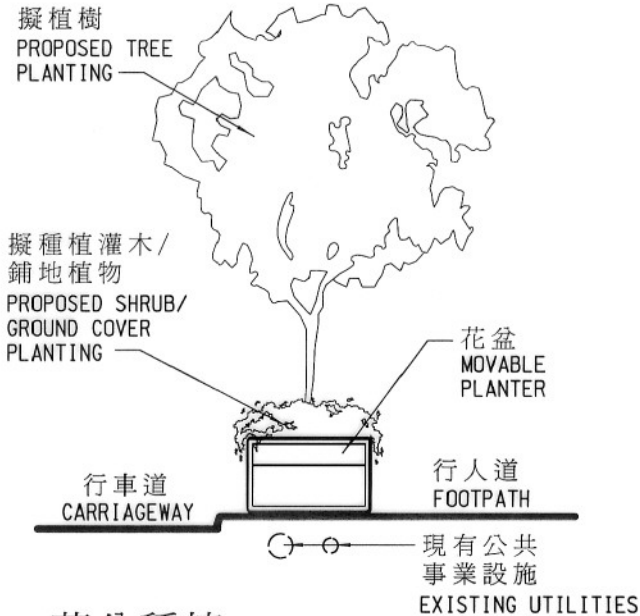 擬植樹
PROPOSED TREE
PLANTING
擬種植灌木/
鋪地植物
PROPOSED SHRUB/
GROUND COVER
PLANTING
花盆
MOVABLE
PLANTER
行車道
CARRIAGEWAY
行人道
FOOTPATH
現有公共
事業設施
EXISTING UTILITIES